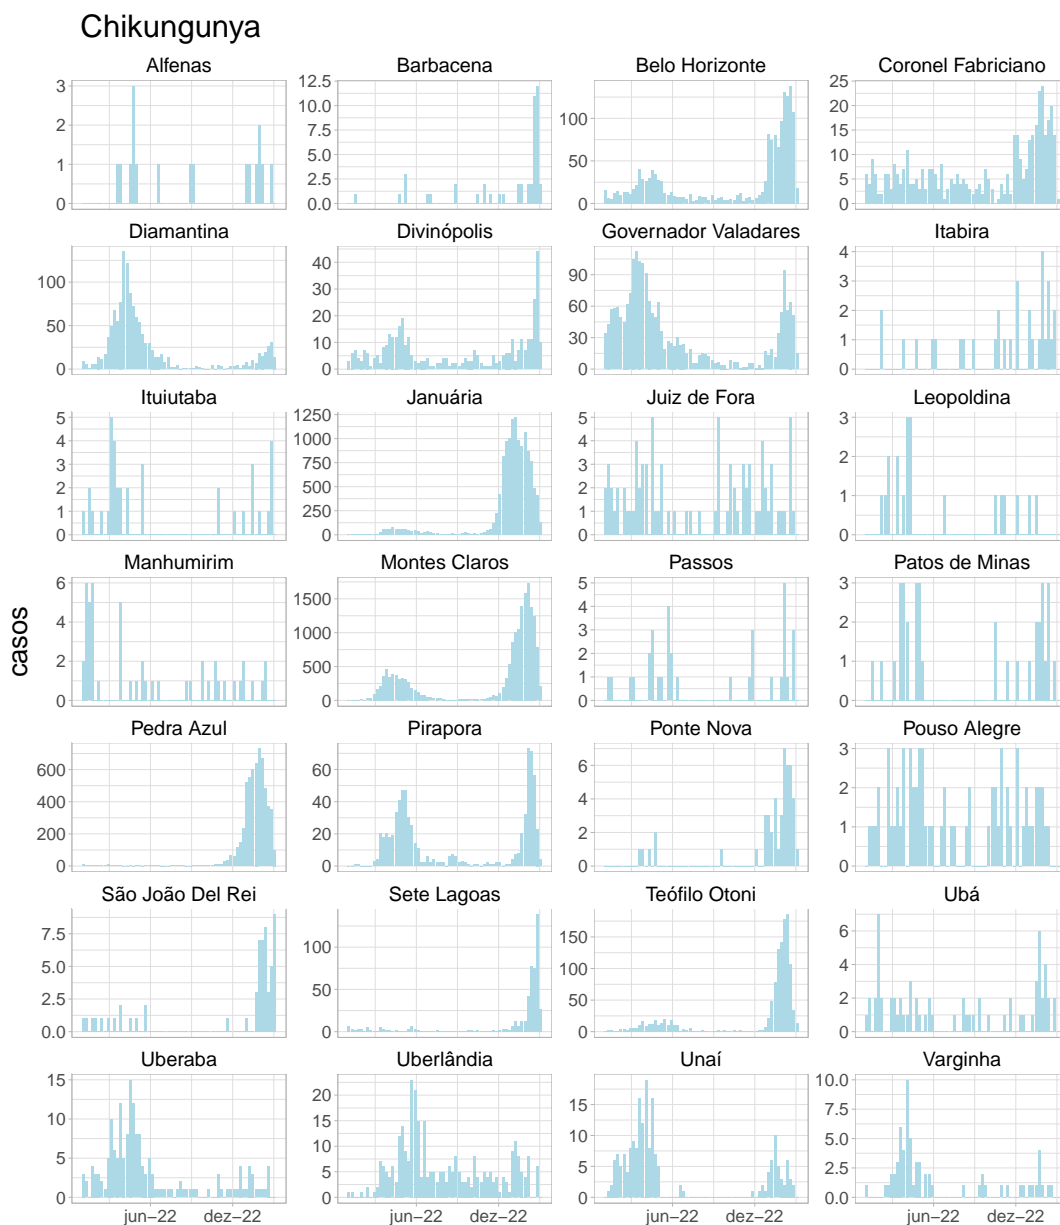 Chikungunya
Alfenas Barbacena Belo Horizonte Coronel Fabriciano
3 2 1 0
12.5 10.0 7.5 5.0 2.5 0.0
100 50 0
25 20 15 10 5 0
Diamantina Divinópolis Governador Valadares Itabira
100 50 0
40 30 20 10 0
90 60 30 0
4 3 2 1 0
Ituiutaba Januária Juiz de Fora Leopoldina
5 4 3 2 1 0
1250 1000 750 500 250 0
5 4 3 2 1 0
3 2 1 0
Manhumirim Montes Claros Passos Patos de Minas
6 4 2 0
1500 1000 500 0
5 4 3 2 1 0
3 2 1 0
casos
Pedra Azul Pirapora Ponte Nova Pouso Alegre
600 400 200 0
60 40 20 0
6 4 2 0
3 2 1 0
São João Del Rei Sete Lagoas Teófilo Otoni Ubá
7.5 5.0 2.5 0.0
100 50 0
150 100 50 0
6 4 2 0
Uberaba Uberlândia Unaí Varginha
15 10 5 0
20 15 10 5 0
15 10 5 0
10.0 7.5 5.0 2.5 0.0
jun–22 dez–22 jun–22 dez–22 jun–22 dez–22 jun–22 dez–22